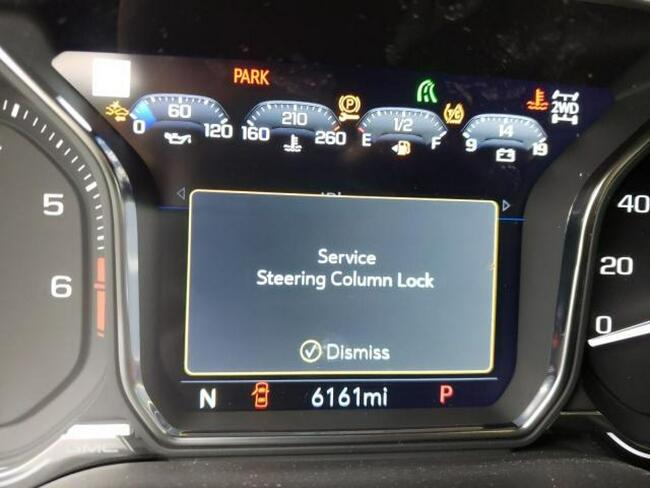 PARK
60
0 120
210
160 260
1/2
E F
14
9 19
2WD
5
6
40
20
0
Service
Steering Column Lock
Dismiss
N 6161mi P
GMC